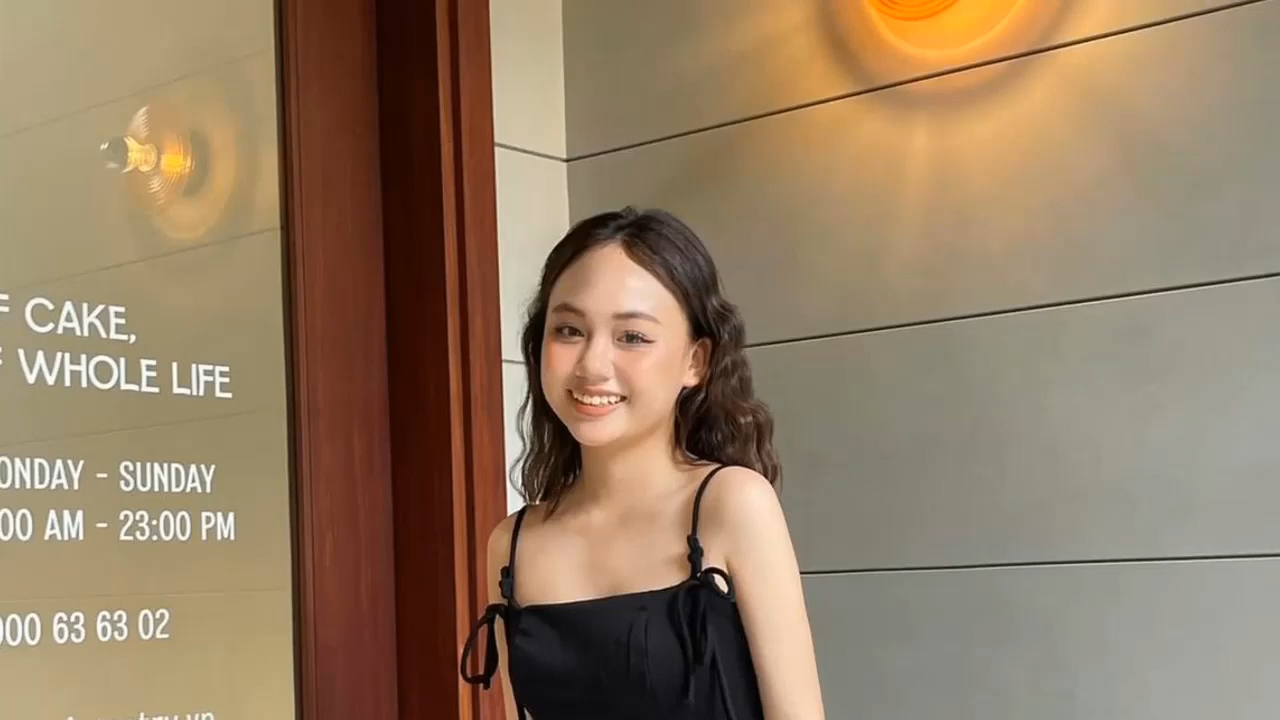 F CAKE,
F WHOLE LIFE
ONDAY - SUNDAY
00 AM - 23:00 PM
000 63 63 02